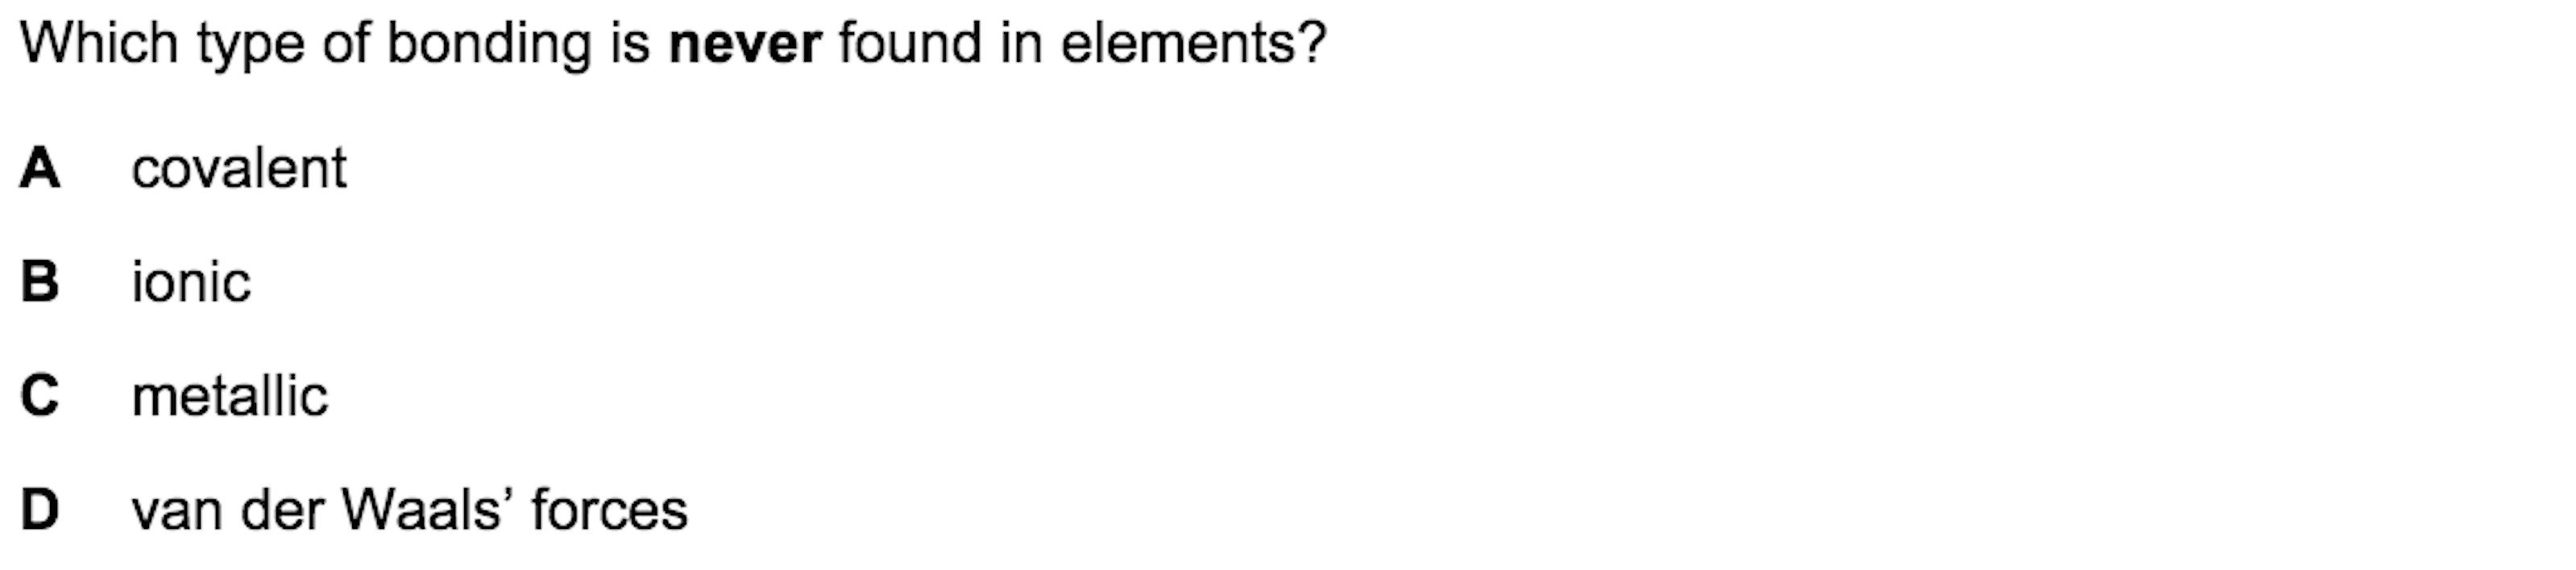 Which type of bonding is never found in elements?
A covalent
B ionic
C metallic
D van der Waals’ forces